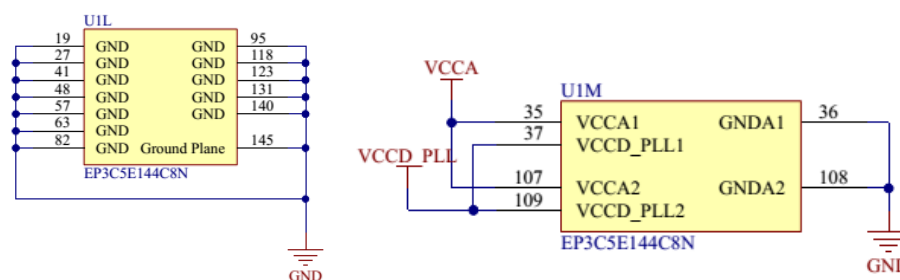 U1L
19 GND GND 95
27 GND GND 118
41 GND GND 123
48 GND GND 131
57 GND GND 140
63 GND
82 GND Ground Plane 145
EP3C5E144C8N
GND
VCCA
U1M
35 VCCA1 GNDA1 36
37 VCCD_PLL1
VCCD_PLL
107 VCCA2 GNDA2 108
109 VCCD_PLL2
EP3C5E144C8N
GND